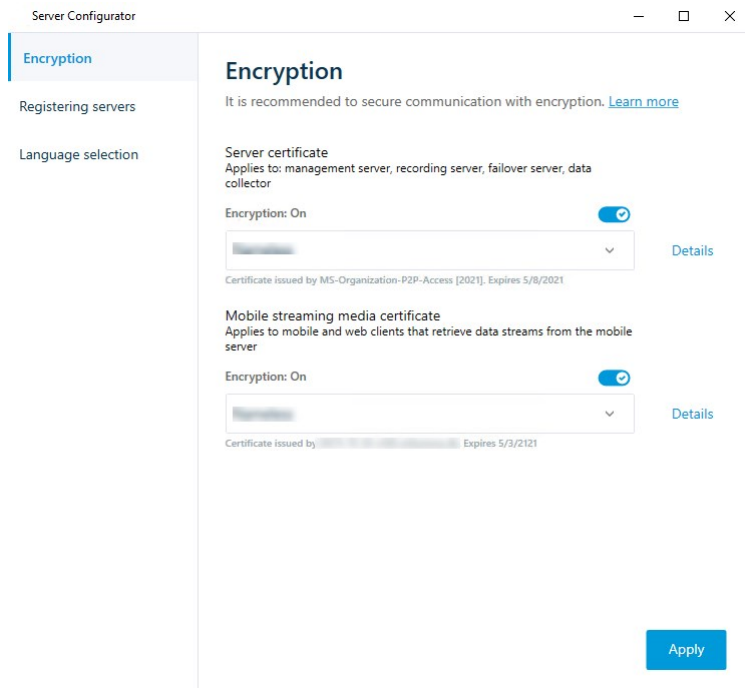 Server Configurator
Encryption
Registering servers
Language selection
Encryption
It is recommended to secure communication with encryption. Learn more
Server certificate
Applies to: management server, recording server, failover server, data
collector
Encryption: On
Details
Certificate issued by MS-Organization-P2P-Access [2021]. Expires 5/8/2021
Mobile streaming media certificate
Applies to mobile and web clients that retrieve data streams from the mobile
server
Encryption: On
Details
Certificate issued by Expires 5/3/2121
Apply